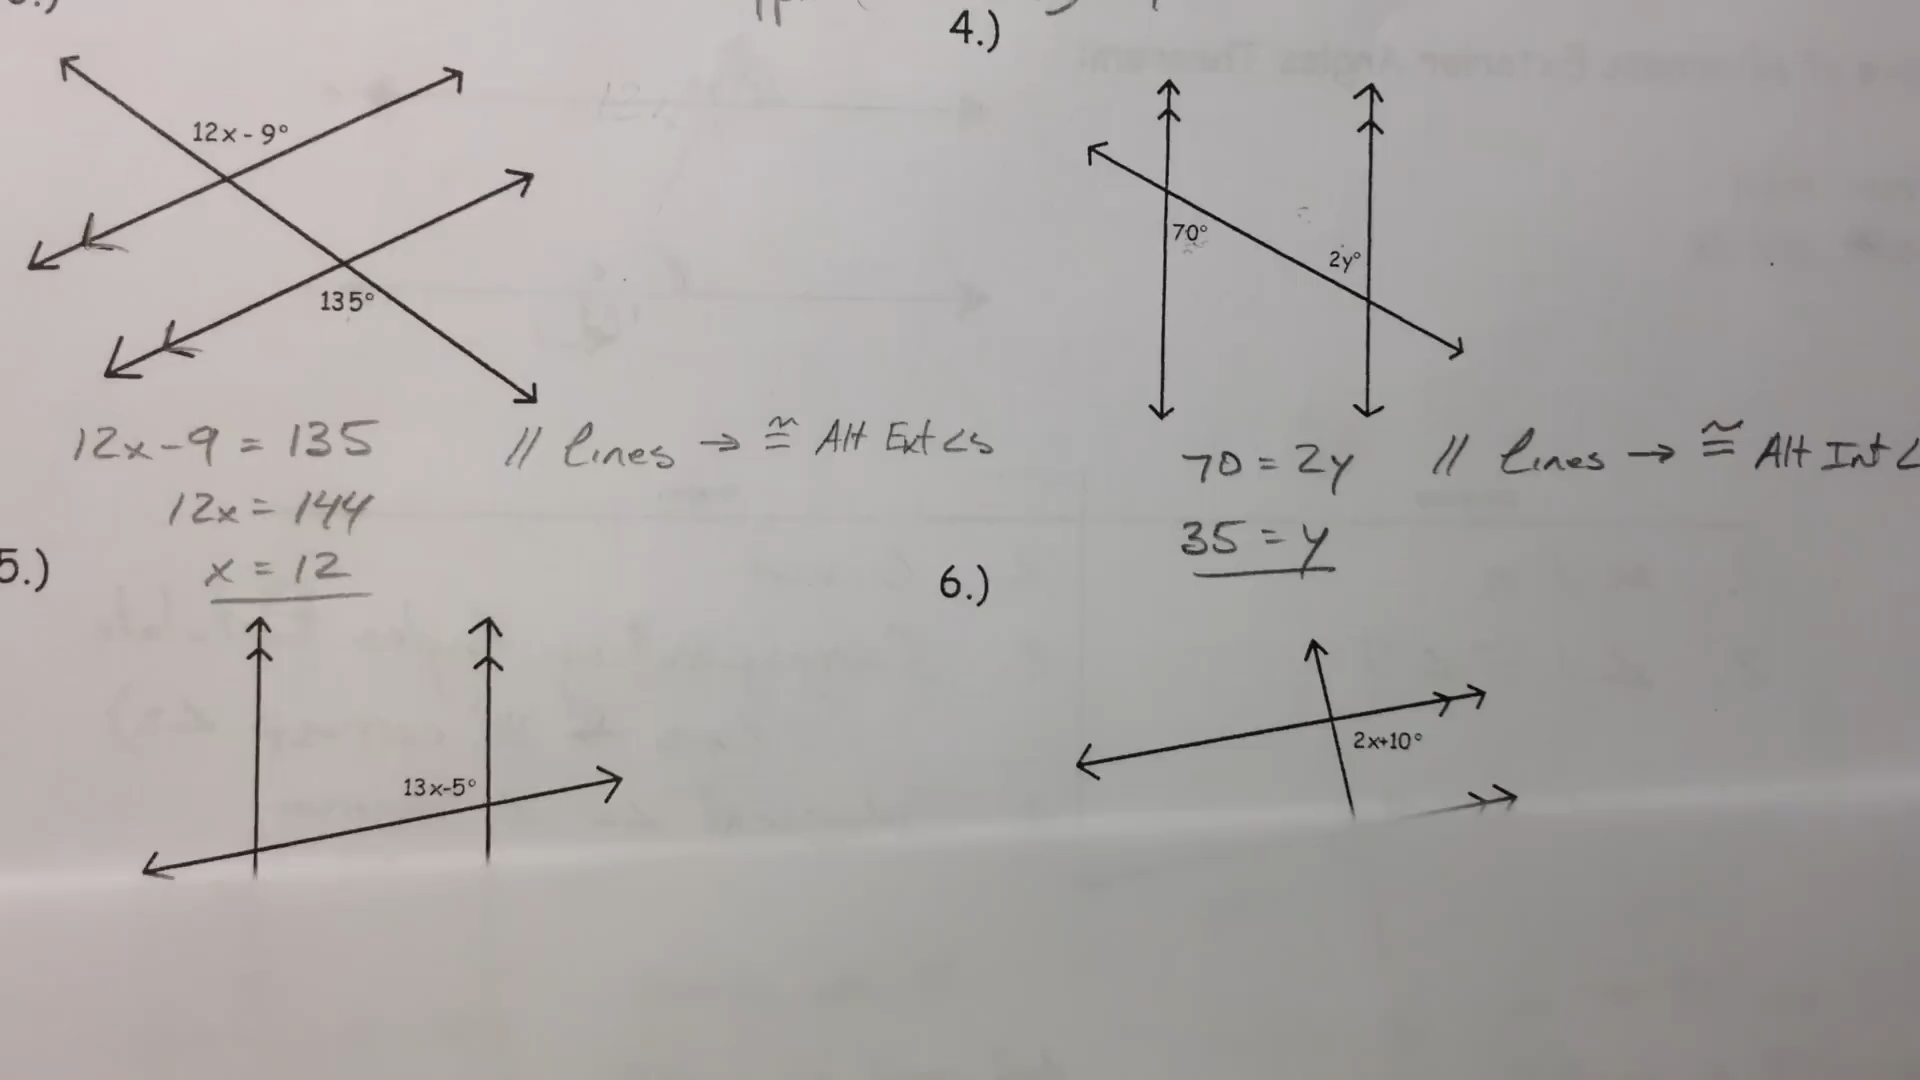 4.)
12x - 9°
135°
12x - 9 = 135 // lines → ≅ Alt Ext ∠s
12x = 144
x = 12
70°
2y°
70 = 2y // lines → ≅ Alt Int ∠
35 = y
5.)
13x-5°
6.)
2x+10°